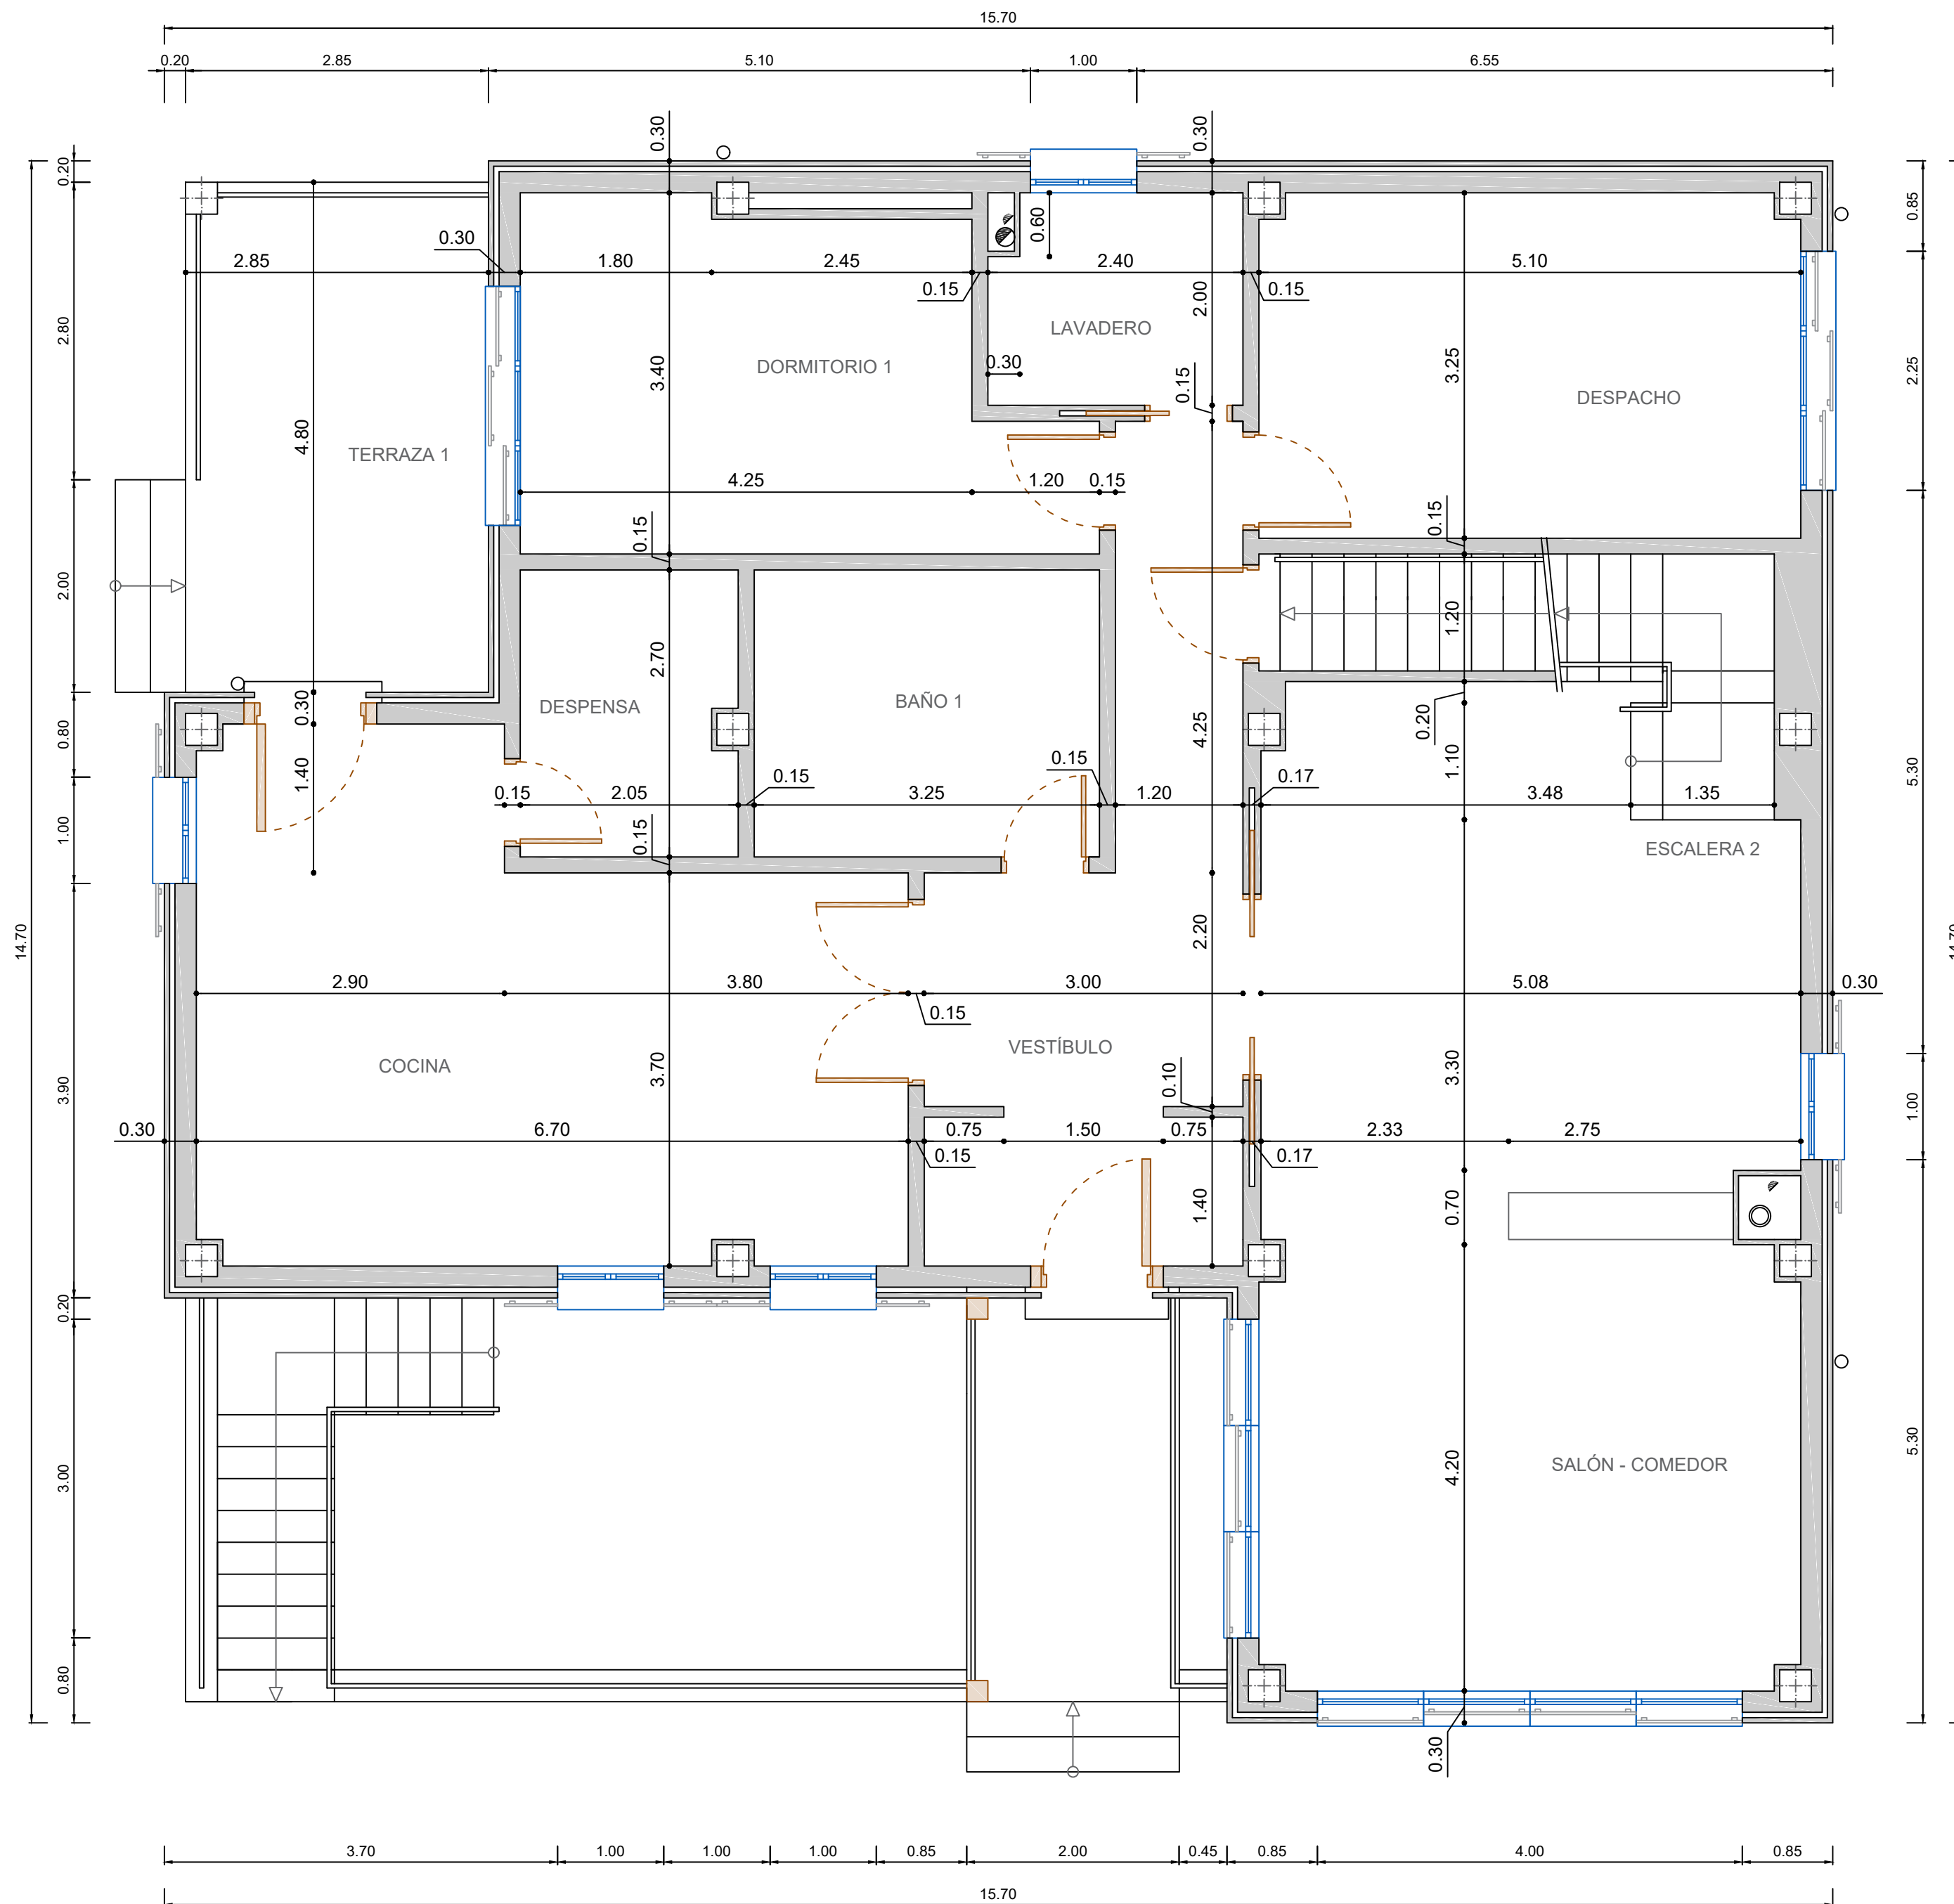 15.70
0.20 2.85 5.10 1.00 6.55
0.30 0.30
0.20 0.85
0.60
0.30
2.85 1.80 2.45 2.40 5.10
0.15 0.15
2.00
LAVADERO
2.80 2.25
DORMITORIO 1
0.30
3.40 3.25
0.15
DESPACHO
4.80
TERRAZA 1
4.25 1.20 0.15
0.15 0.15
2.00
1.20
2.70
DESPENSA
BAÑO 1
0.30
0.80
4.25
0.20
1.40
1.10
5.30
0.15
0.15
0.15 2.05 3.25 1.20 0.17 3.48 1.35
1.00
0.15
ESCALERA 2
14.70
2.20
14.70
2.90 3.80 3.00 5.08 0.30
0.15
VESTÍBULO
COCINA
3.70
3.30
0.10
3.90
1.00
0.30 6.70 0.75 1.50 0.75 2.33 2.75
0.15 0.17
1.40
0.70
0.20
3.00
4.20
5.30
SALÓN - COMEDOR
0.80
0.30
3.70 1.00 1.00 1.00 0.85 2.00 0.45 0.85 4.00 0.85
15.70